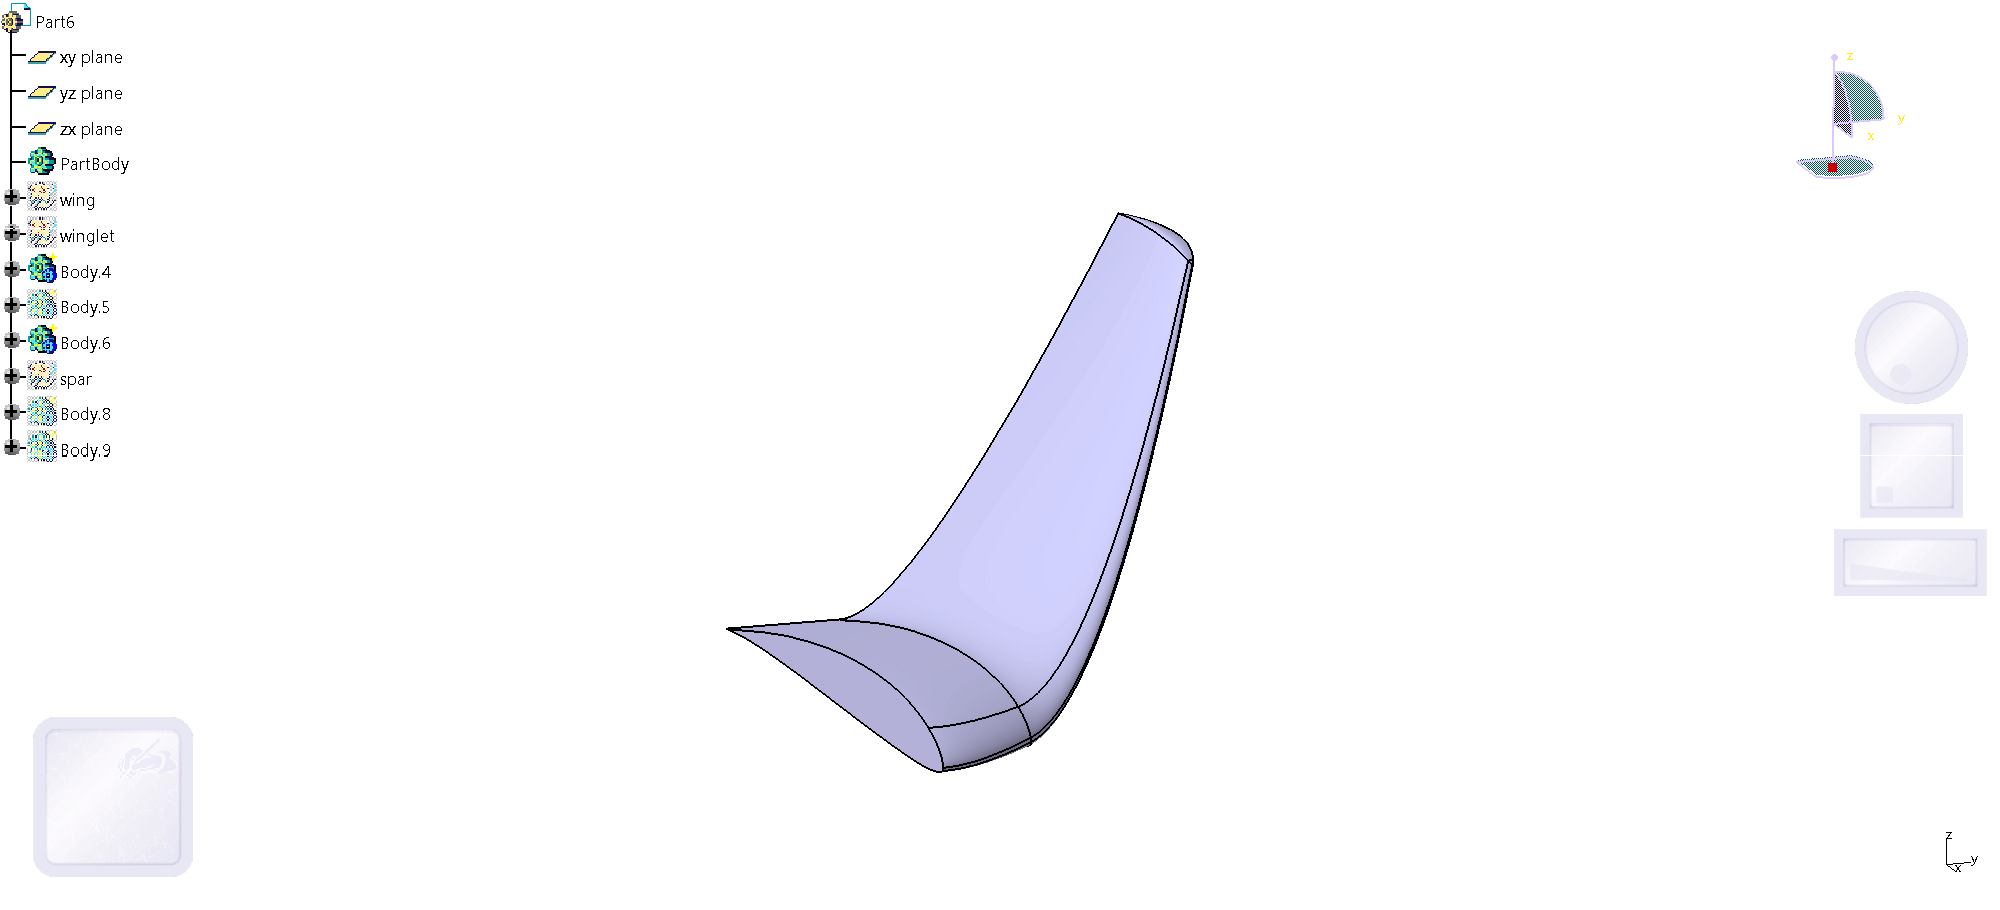 Part6
xy plane
yz plane
zx plane
PartBody
wing
winglet
Body.4
Body.5
Body.6
spar
Body.8
Body.9
z
y
x
z
y
x